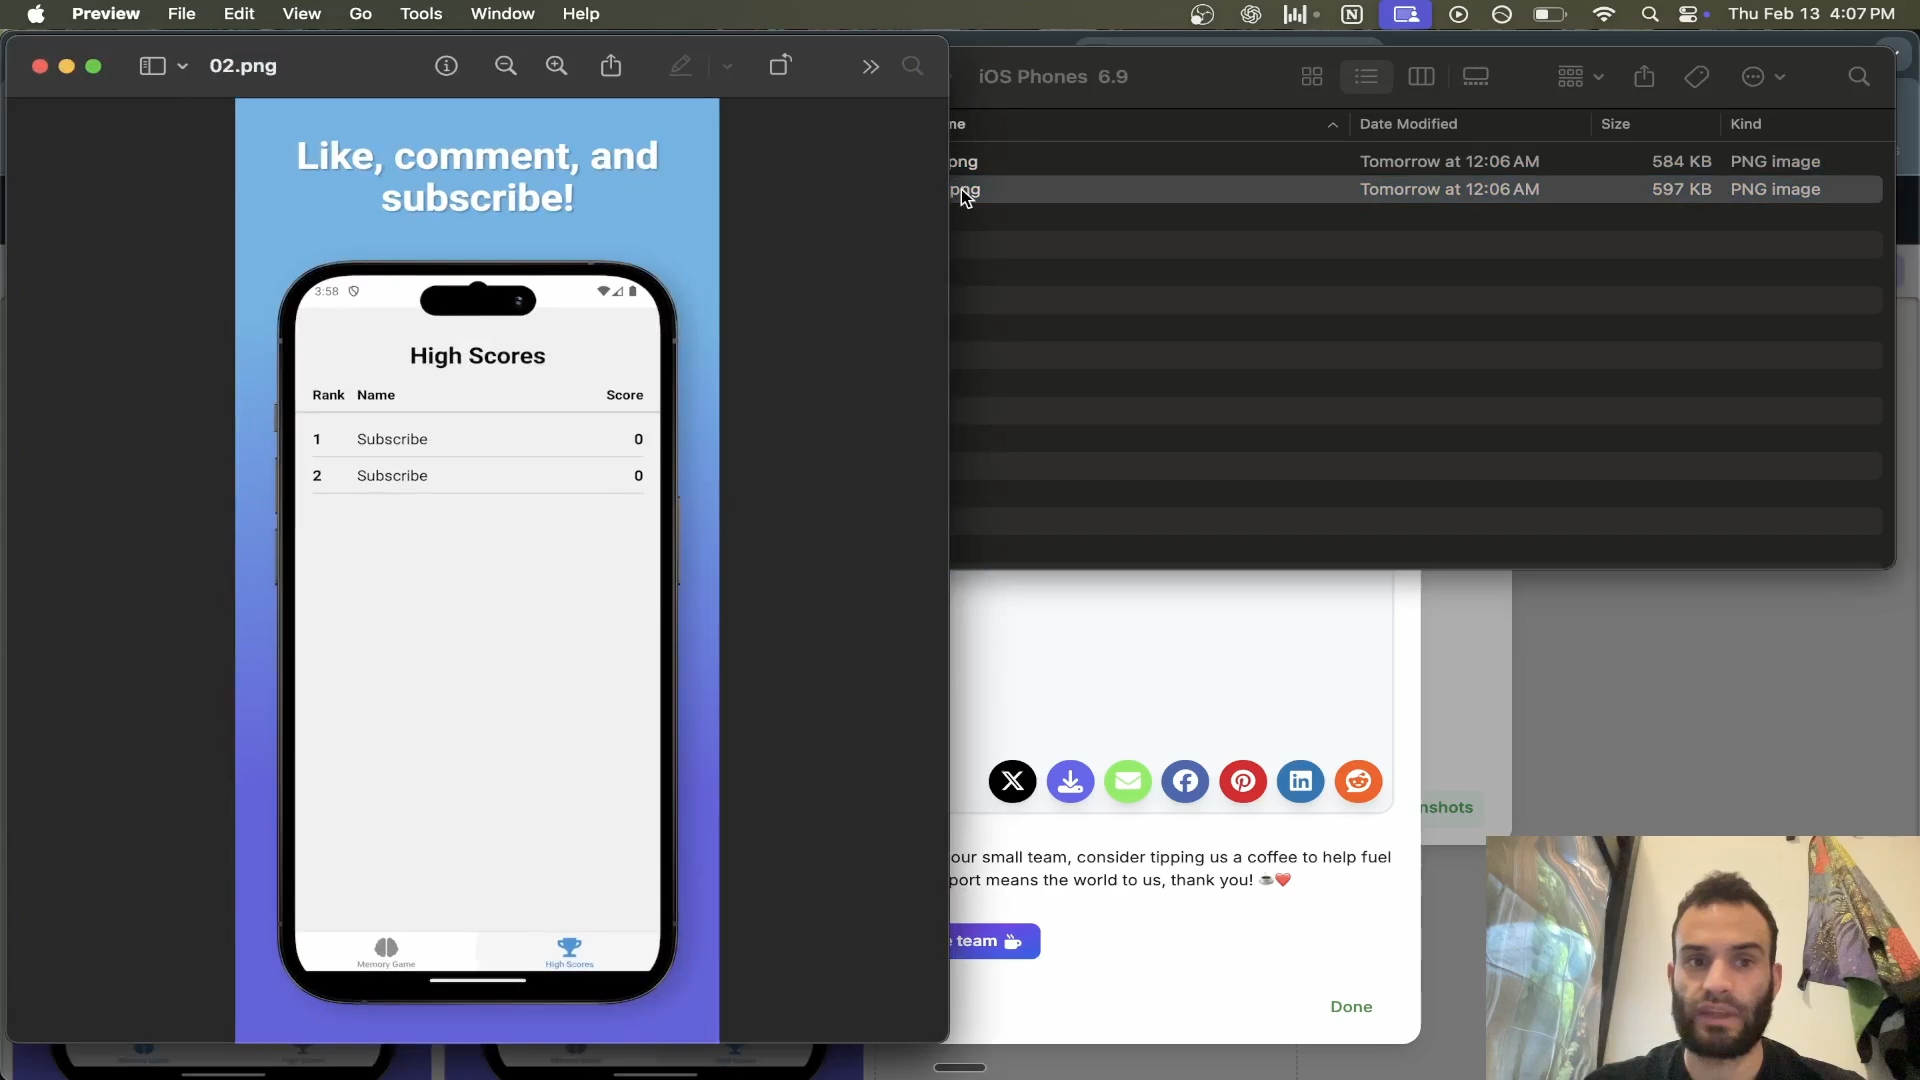 Preview File Edit View Go Tools Window Help
Thu Feb 13 4:07 PM
02.png
Like, comment, and
subscribe!
3:58
High Scores
Rank Name Score
1 Subscribe 0
2 Subscribe 0
Memory Game High Scores
iOS Phones 6.9
ne Date Modified Size Kind
png Tomorrow at 12:06 AM 584 KB PNG image
png Tomorrow at 12:06 AM 597 KB PNG image
nshots
our small team, consider tipping us a coffee to help fuel
port means the world to us, thank you! ☕❤️
e team
Done